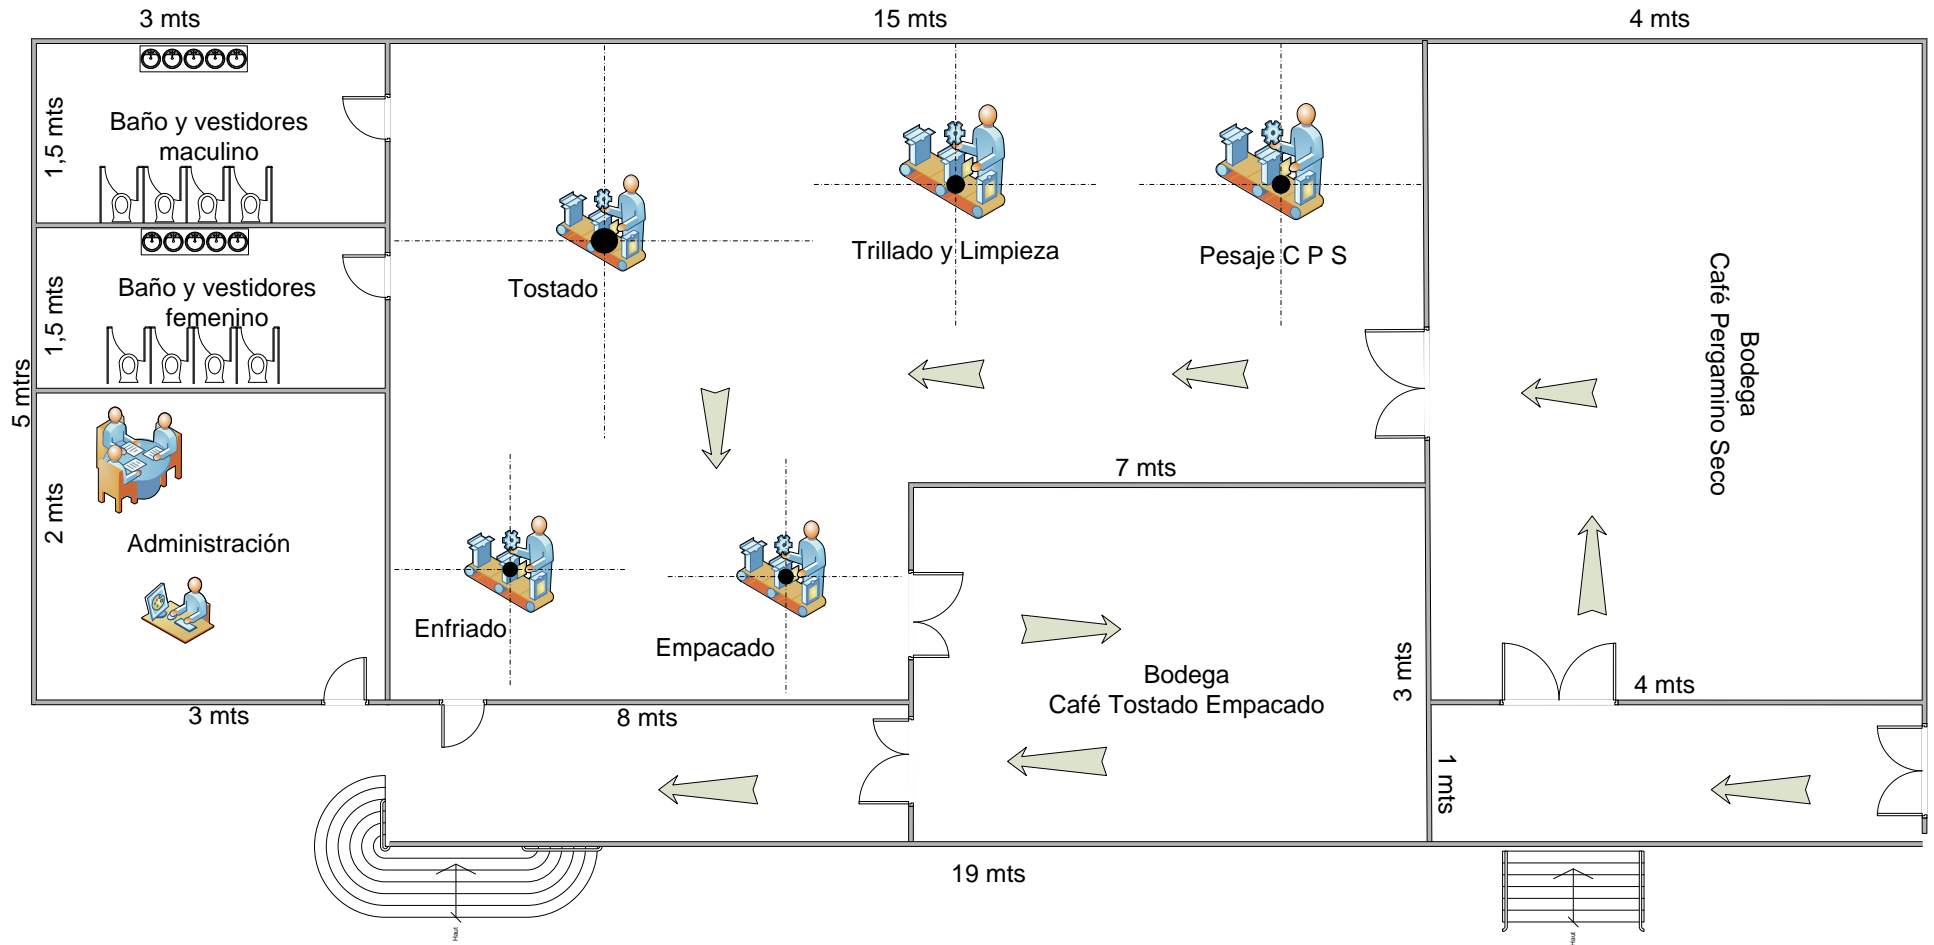 3 mts
15 mts
4 mts
1,5 mts
Baño y vestidores
maculino
1,5 mts
Baño y vestidores
femenino
5 mtrs
2 mts
Administración
3 mts
Tostado
Trillado y Limpieza
Pesaje C P S
Bodega
Café Pergamino Seco
7 mts
Enfriado
Empacado
8 mts
Bodega
Café Tostado Empacado
3 mts
4 mts
1 mts
19 mts
Haut
Haut